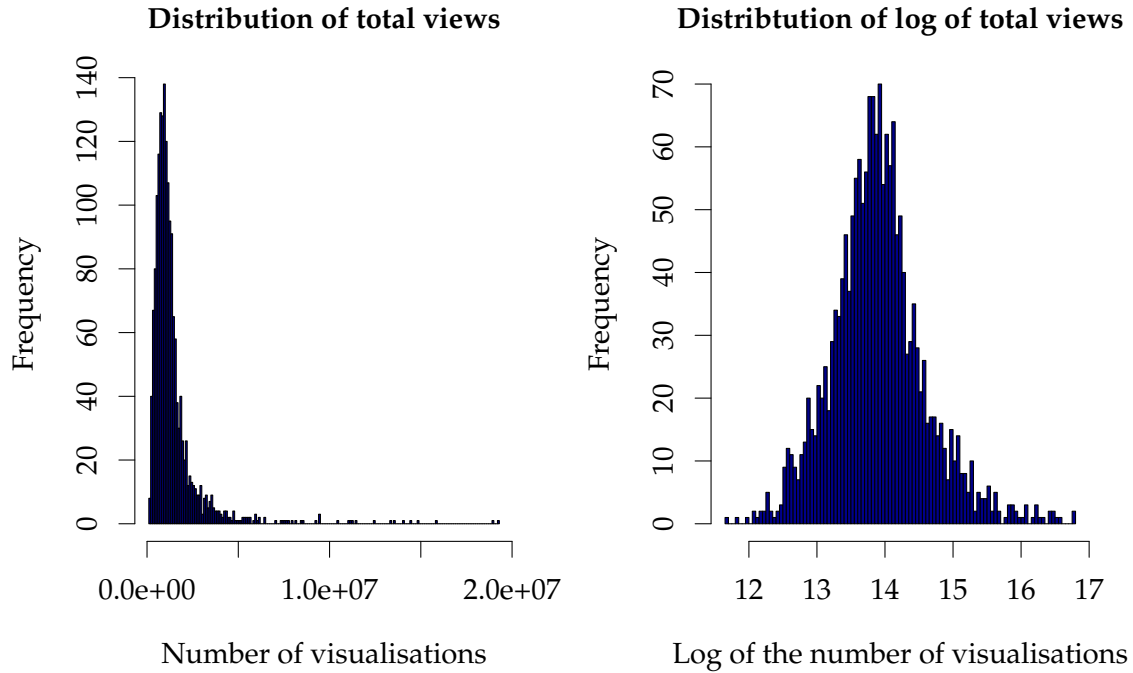 Distribution of total views
Frequency
0 20 40 60 80 100 120 140
0.0e+00 1.0e+07 2.0e+07
Number of visualisations
Distribtution of log of total views
Frequency
0 10 20 30 40 50 60 70
12 13 14 15 16 17
Log of the number of visualisations